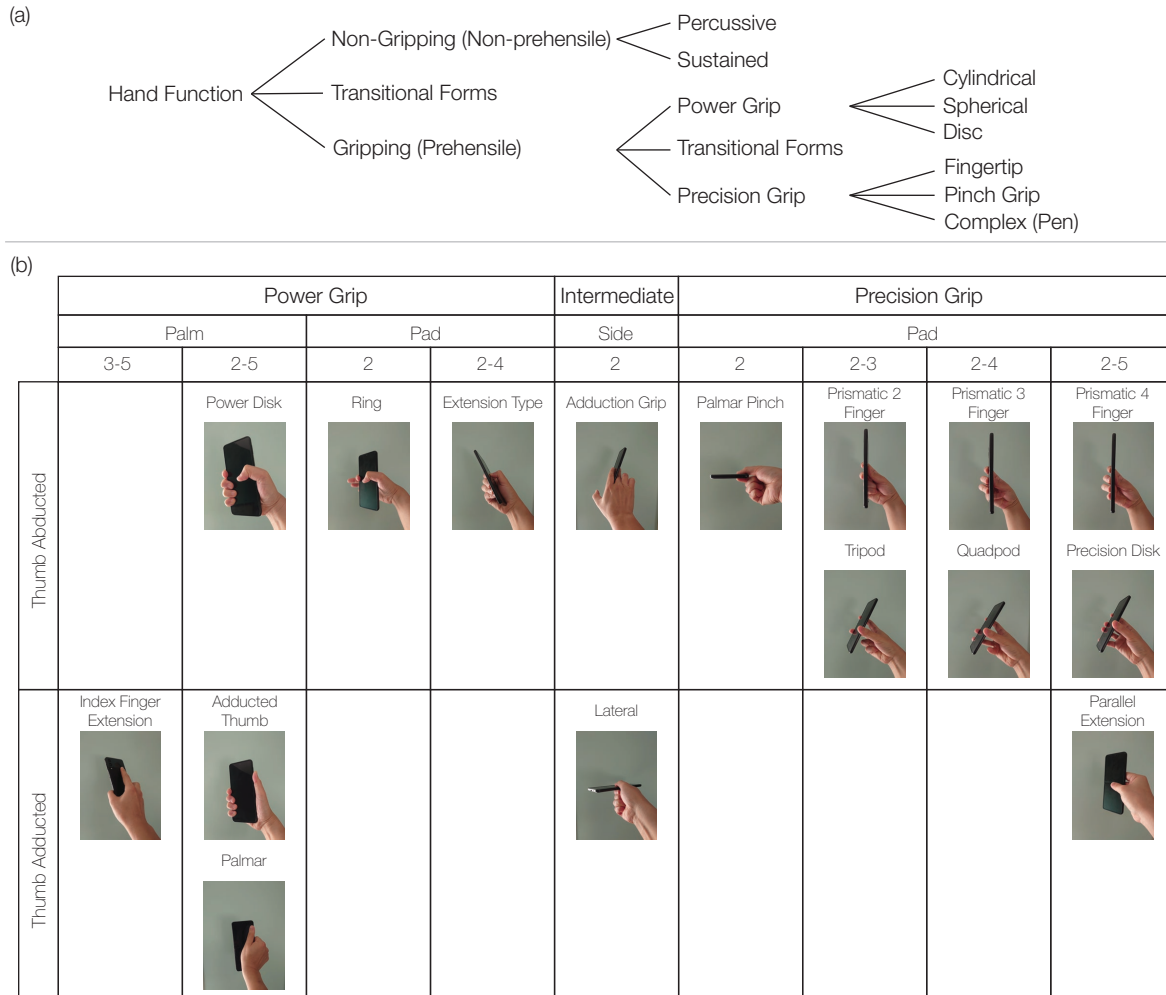 (a)
Hand Function
Non-Gripping (Non-prehensile)
Transitional Forms
Gripping (Prehensile)
Percussive
Sustained
Power Grip
Transitional Forms
Precision Grip
Cylindrical
Spherical
Disc
Fingertip
Pinch Grip
Complex (Pen)
(b)
Power Grip
Intermediate
Precision Grip
Palm
Pad
Side
Pad
3-5
2-5
2
2-4
2
2
2-3
2-4
2-5
Thumb Abducted
Power Disk
Ring
Extension Type
Adduction Grip
Palmar Pinch
Prismatic 2
Finger
Prismatic 3
Finger
Prismatic 4
Finger
Tripod
Quadpod
Precision Disk
Thumb Adducted
Index Finger
Extension
Adducted
Thumb
Lateral
Parallel
Extension
Palmar